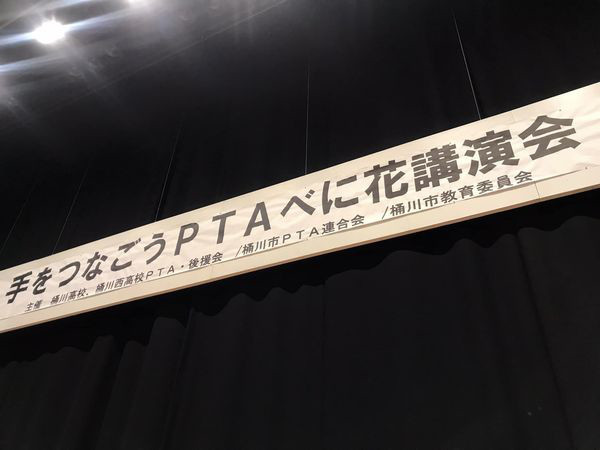 手をつなごうＰＴＡべに花講演会
主催　桶川高校、桶川西高校ＰＴＡ・後援会　/桶川市ＰＴＡ連合会　/桶川市教育委員会